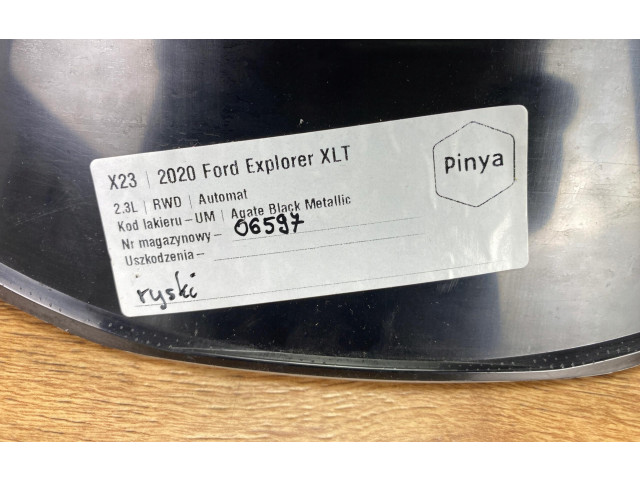 X23 | 2020 Ford Explorer XLT
Pinya
2.3L | RWD | Automat
Kod lakieru – UM | Agate Black Metallic
Nr magazynowy – 06597
Uszkodzenia –
ryski